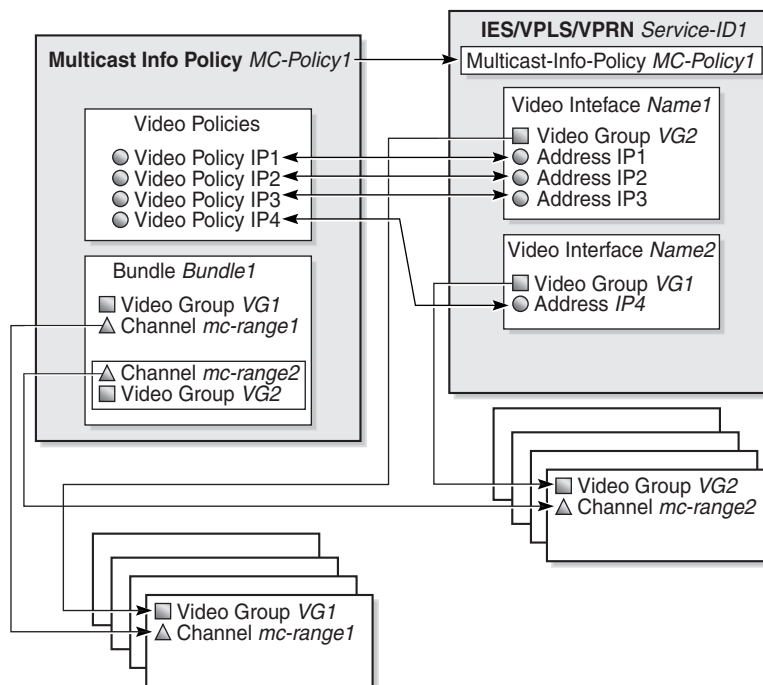 Multicast Info Policy MC-Policy1
Video Policies
Video Policy IP1
Video Policy IP2
Video Policy IP3
Video Policy IP4
Bundle Bundle1
Video Group VG1
Channel mc-range1
Channel mc-range2
Video Group VG2
IES/VPLS/VPRN Service-ID1
Multicast-Info-Policy MC-Policy1
Video Inteface Name1
Video Group VG2
Address IP1
Address IP2
Address IP3
Video Interface Name2
Video Group VG1
Address IP4
Video Group VG2
Channel mc-range2
Video Group VG1
Channel mc-range1